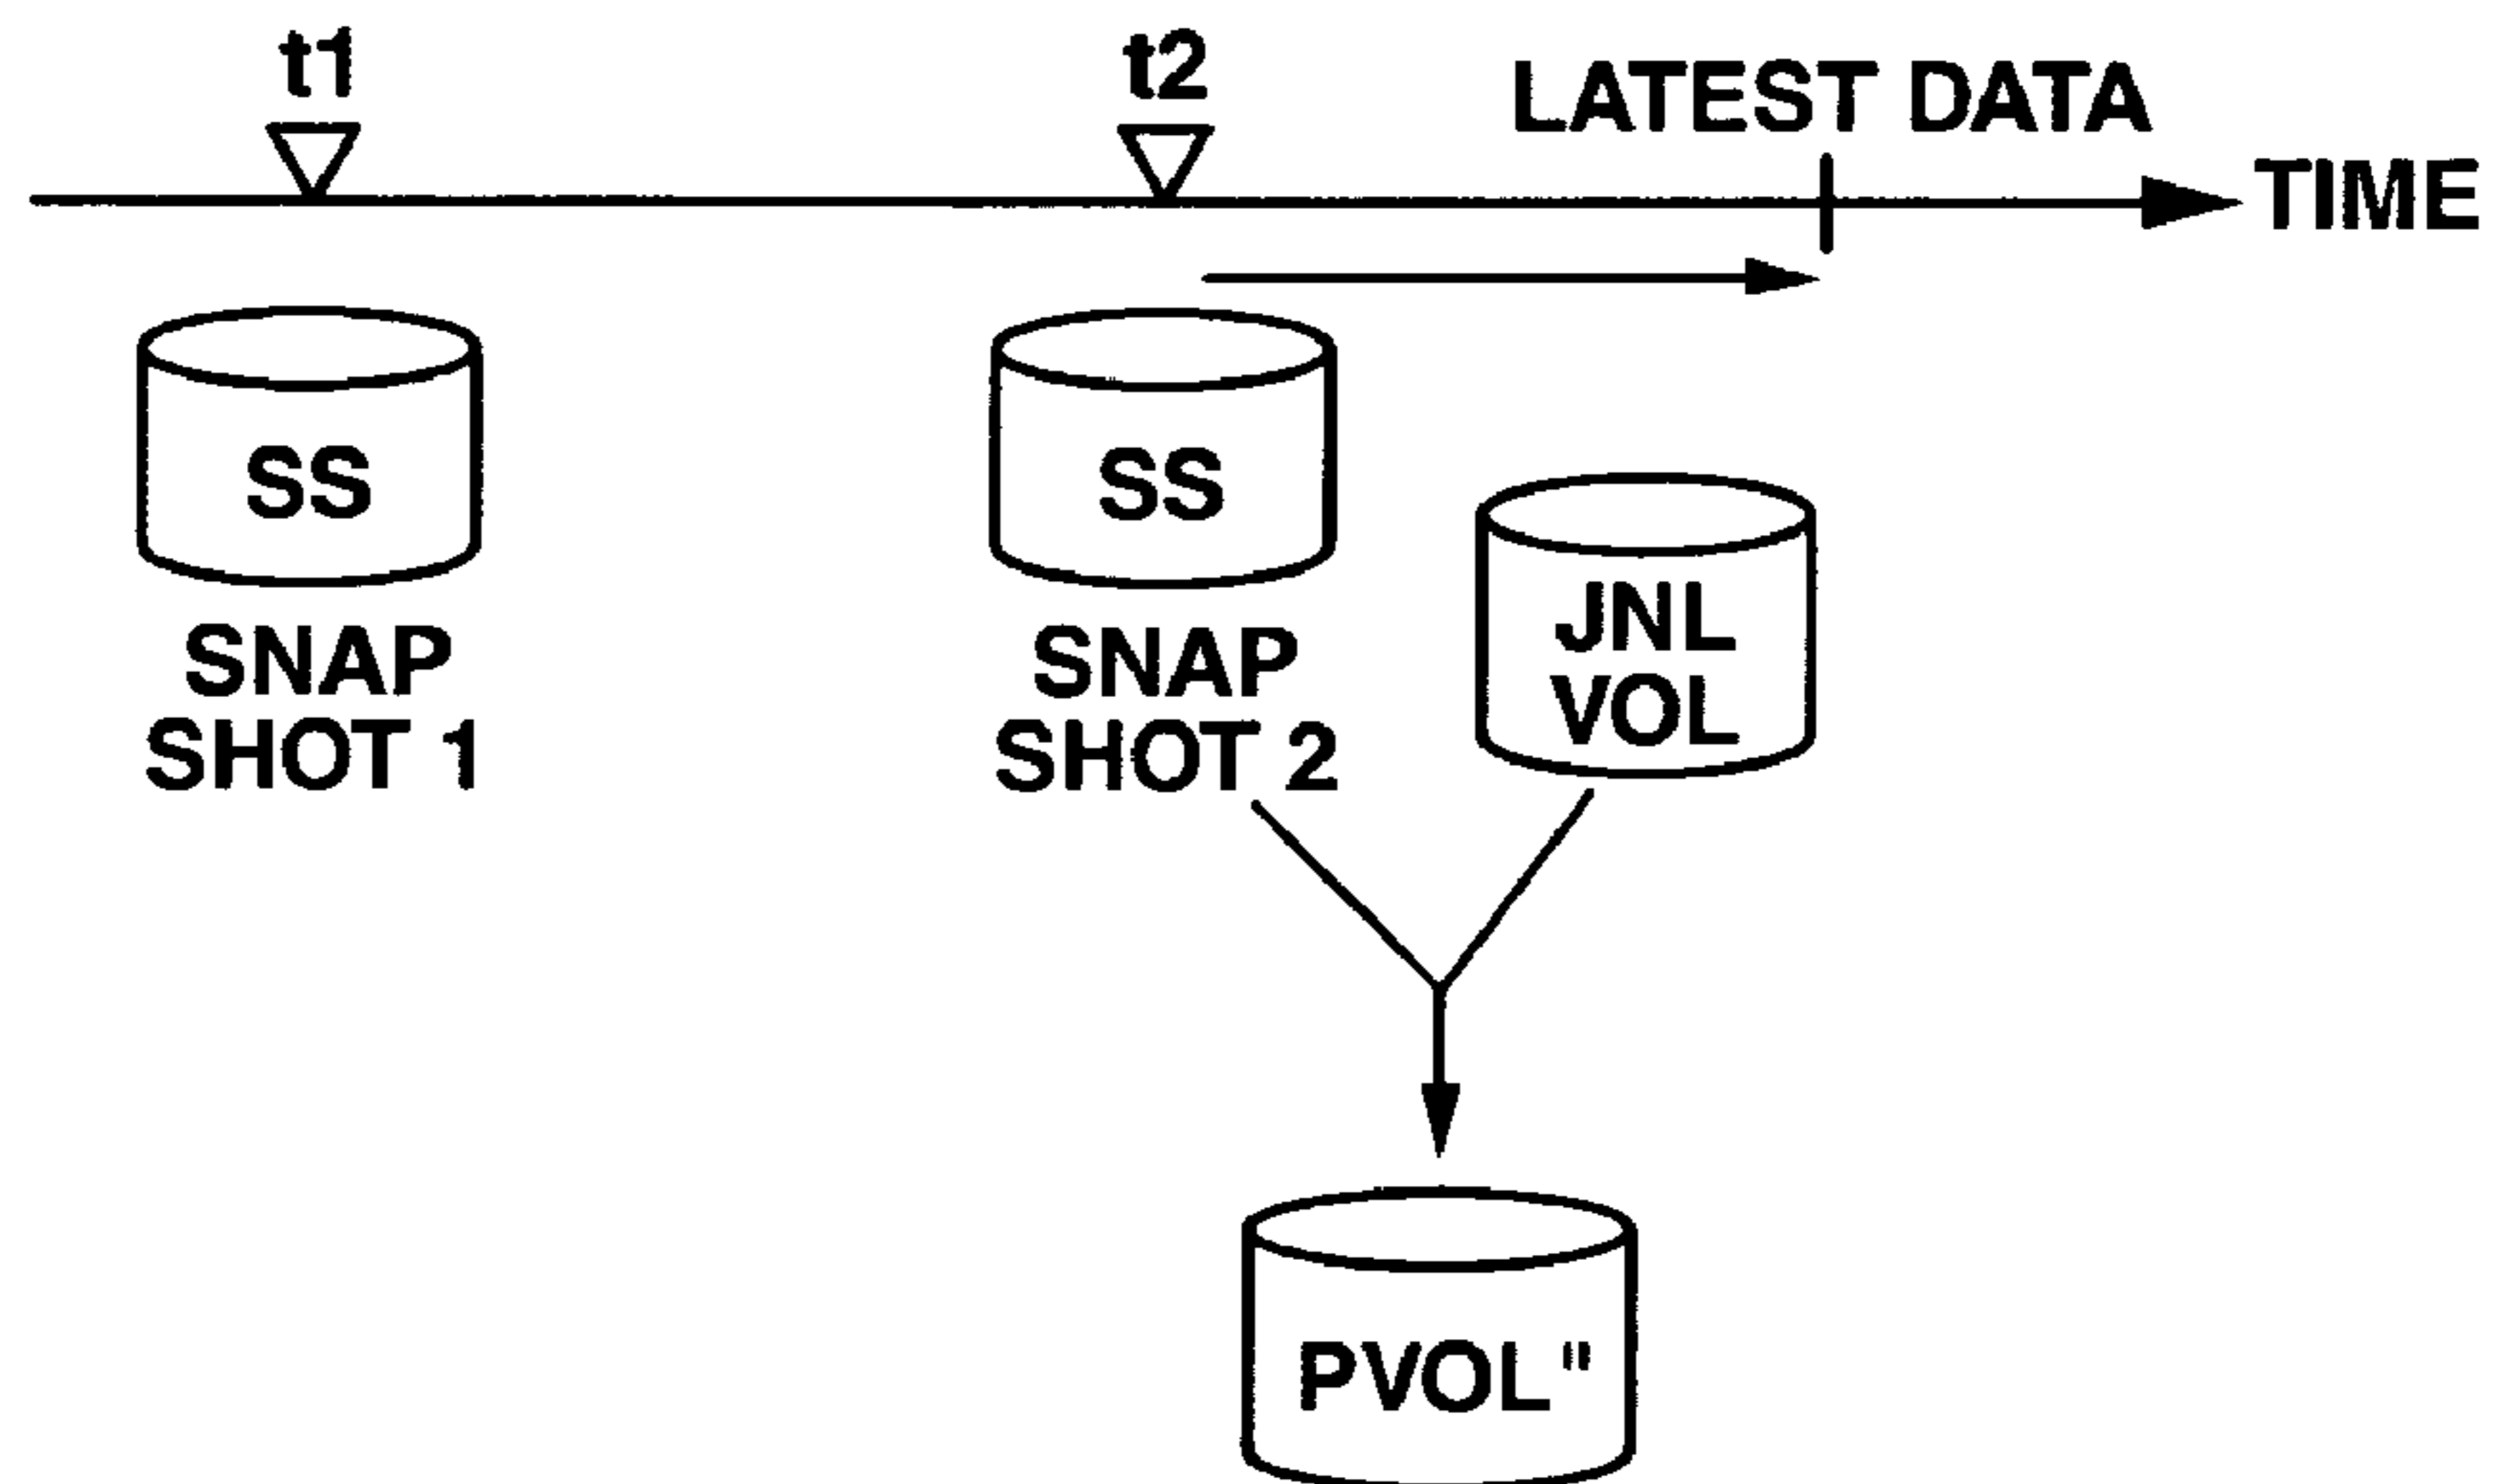 t1
t2
LATEST DATA
TIME
SS
SS
SNAP
SHOT 1
SNAP
SHOT 2
JNL
VOL
PVOL"